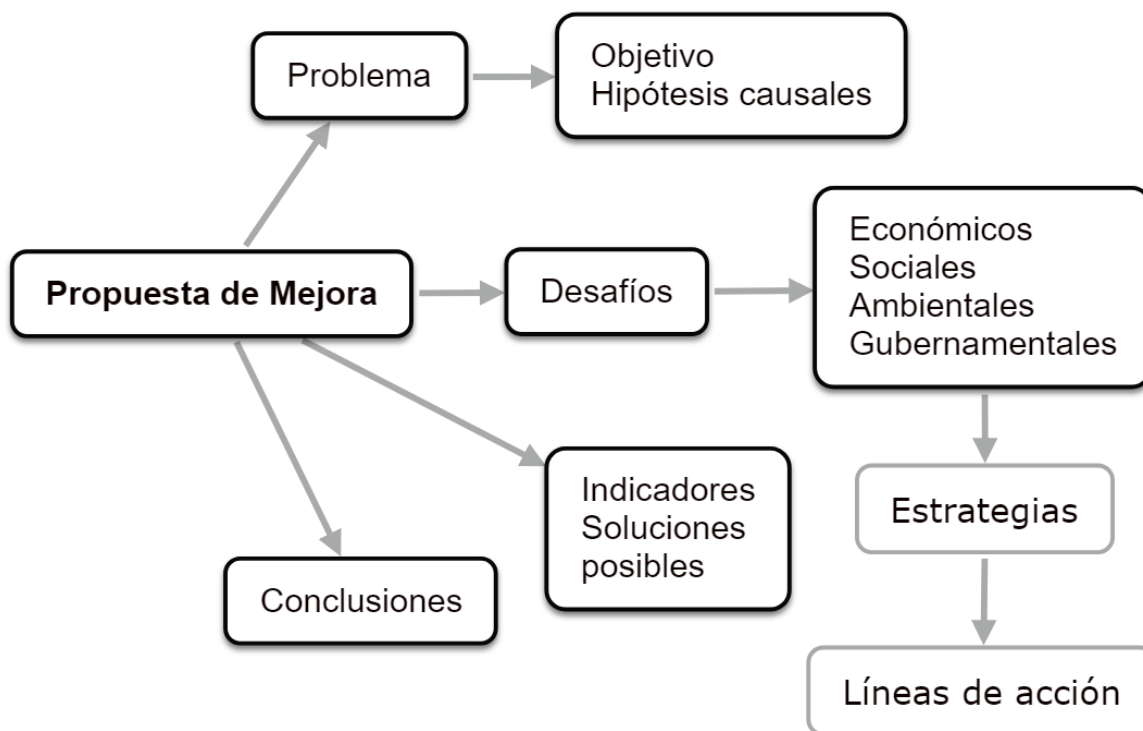 Problema
Objetivo
Hipótesis causales
Propuesta de Mejora
Desafíos
Económicos
Sociales
Ambientales
Gubernamentales
Indicadores
Soluciones
posibles
Conclusiones
Estrategias
Líneas de acción